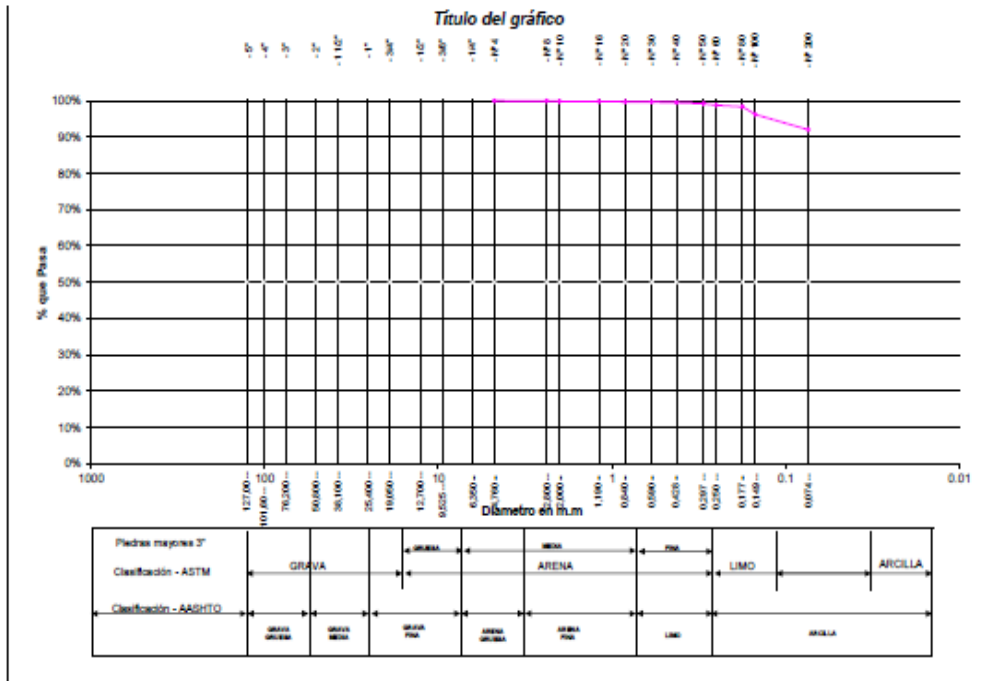 Título del gráfico
- 5"
- 4"
- 3"
- 2"
- 1 1/2"
- 1"
- 3/4"
- 1/2"
- 3/8"
- 1/4"
- Nº 4
- Nº 8
- Nº 10
- Nº 16
- Nº 20
- Nº 30
- Nº 40
- Nº 50
- Nº 60
- Nº 80
- Nº 100
- Nº 200
% que Pasa
100%
90%
80%
70%
60%
50%
40%
30%
20%
10%
0%
1000
100
10
1
0.1
0.01
127,00
101,60
76,200
50,800
38,100
25,400
19,050
12,700
9,525
6,350
4,760
2,000
1,190
0,840
0,590
0,426
0,297
0,250
0,177
0,149
0,074
Diámetro en m.m
Piedras mayores 3"
GRUESA
MEDIA
FINA
Clasificación - ASTM
GRAVA
ARENA
LIMO
ARCILLA
Clasificación - AASHTO
GRAVA GRUESA
GRAVA MEDIA
GRAVA FINA
ARENA GRUESA
ARENA FINA
LIMO
ARCILLA